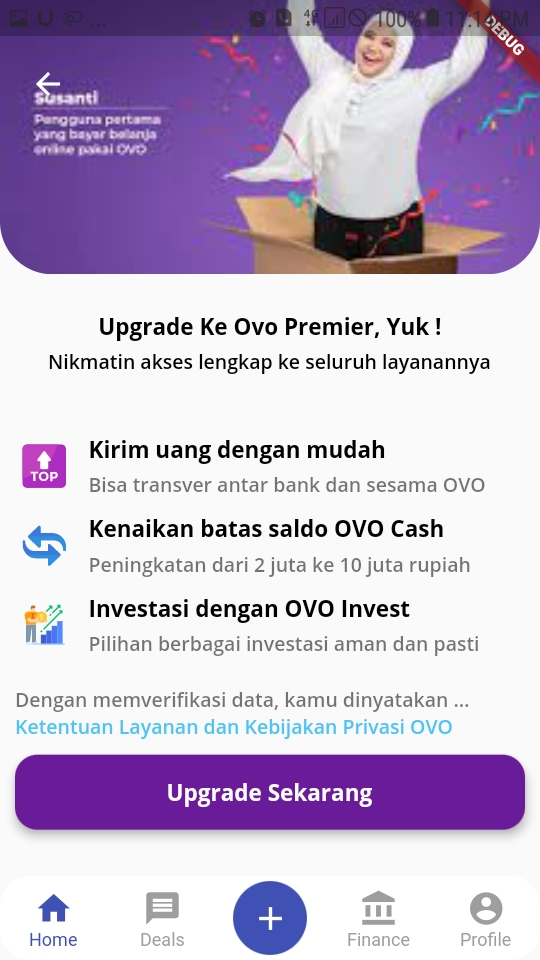 4G 100% 11:14 PM
DEBUG
Susanti
Pengguna pertama
yang bayar belanja
online pakai OVO
Upgrade Ke Ovo Premier, Yuk !
Nikmatin akses lengkap ke seluruh layanannya
TOP
Kirim uang dengan mudah
Bisa transver antar bank dan sesama OVO
Kenaikan batas saldo OVO Cash
Peningkatan dari 2 juta ke 10 juta rupiah
Investasi dengan OVO Invest
Pilihan berbagai investasi aman dan pasti
Dengan memverifikasi data, kamu dinyatakan ...
Ketentuan Layanan dan Kebijakan Privasi OVO
Upgrade Sekarang
Home
Deals
Finance
Profile